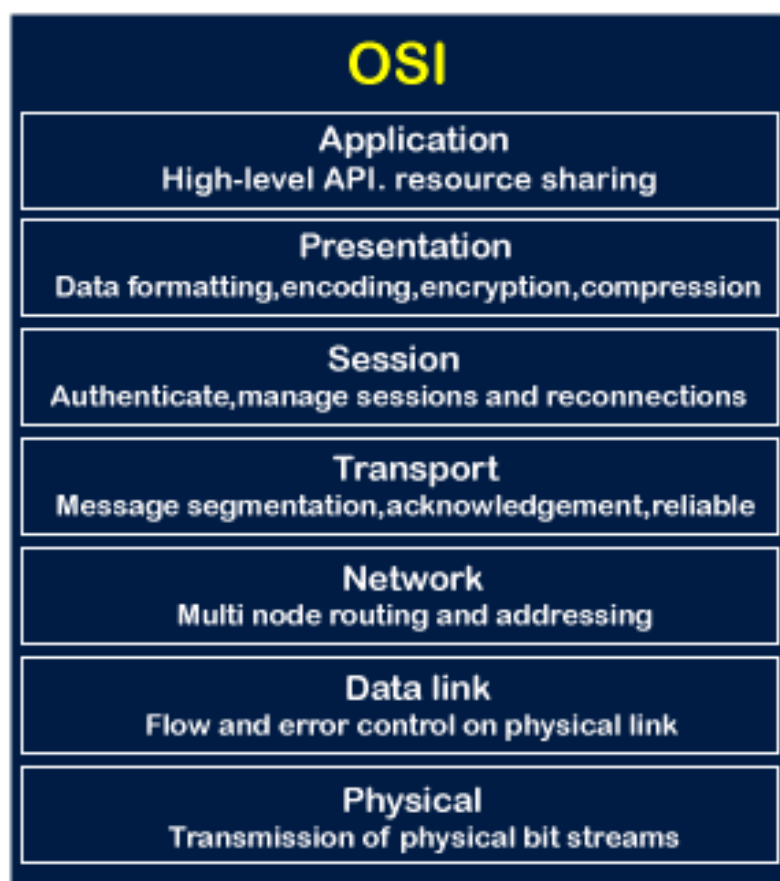 OSI
Application
High-level API. resource sharing
Presentation
Data formatting,encoding,encryption,compression
Session
Authenticate,manage sessions and reconnections
Transport
Message segmentation,acknowledgement,reliable
Network
Multi node routing and addressing
Data link
Flow and error control on physical link
Physical
Transmission of physical bit streams